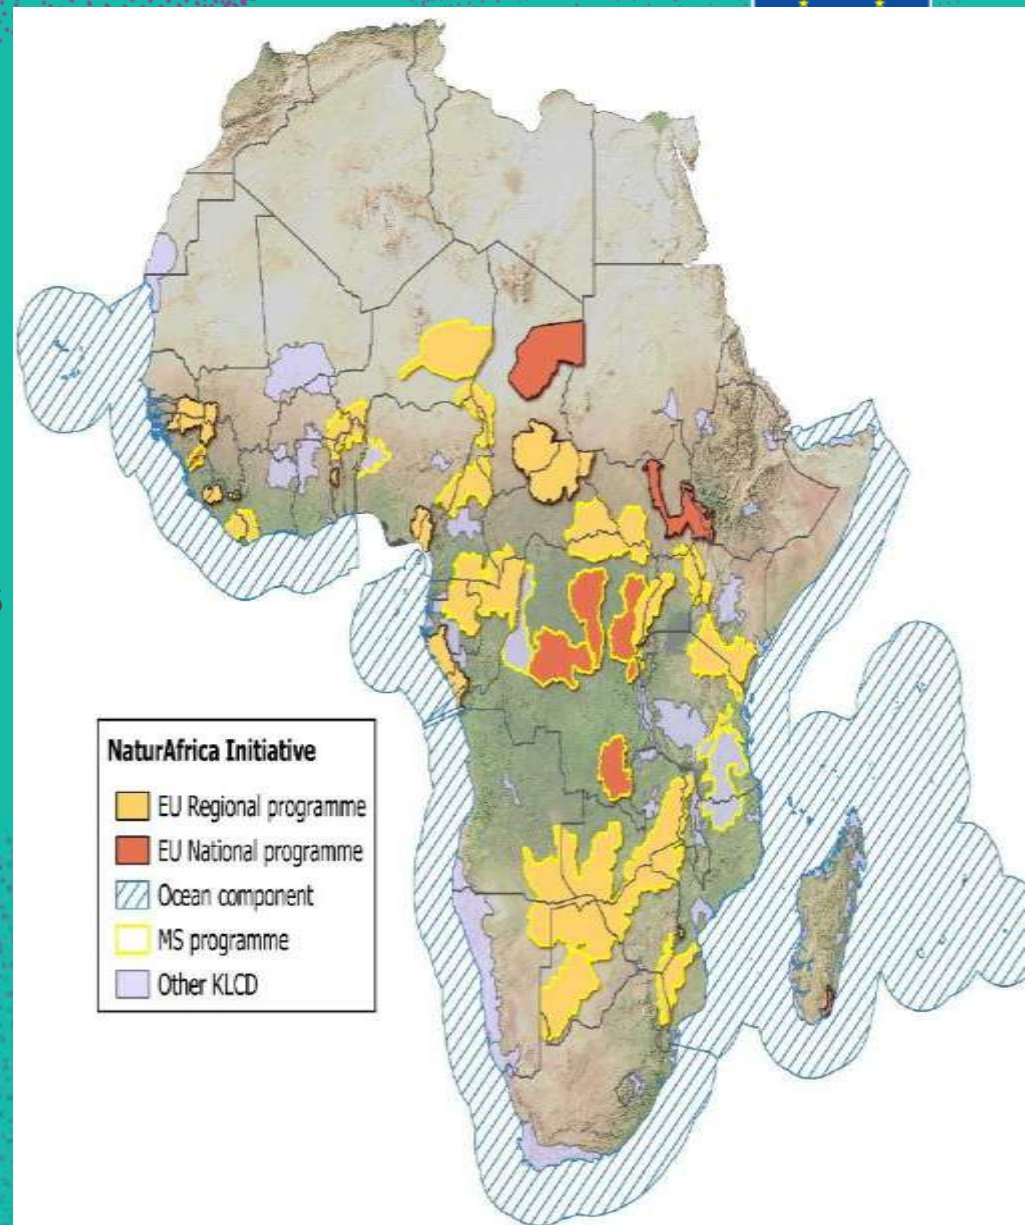 NaturAfrica Initiative
EU Regional programme
EU National programme
Ocean component
MS programme
Other KLCD